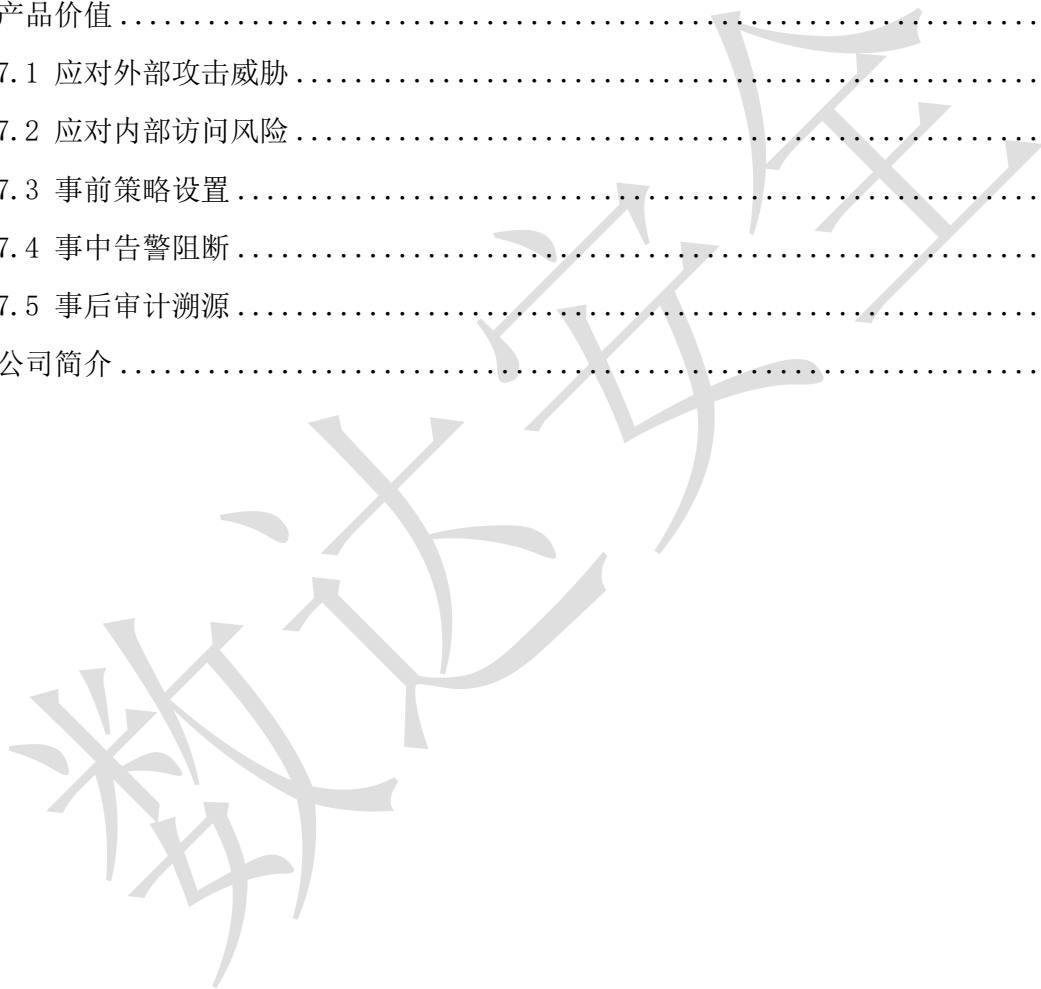 产品价值......................................................
7.1 应对外部攻击威胁..............................................
7.2 应对内部访问风险..............................................
7.3 事前策略设置..................................................
7.4 事中告警阻断..................................................
7.5 事后审计溯源..................................................
公司简介......................................................
数达安全